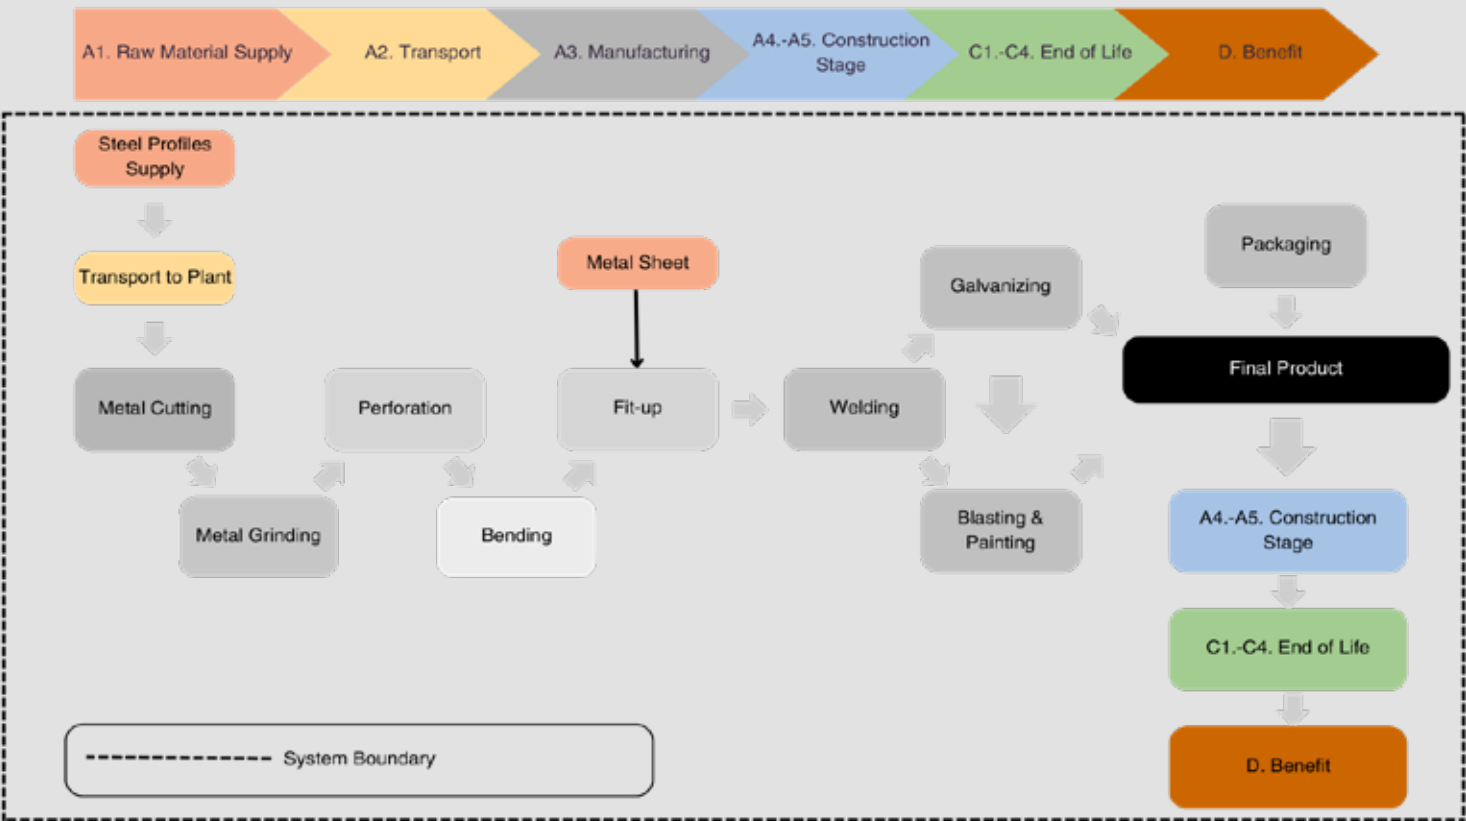 A1. Raw Material Supply
A2. Transport
A3. Manufacturing
A4.-A5. Construction
Stage
C1.-C4. End of Life
D. Benefit
Steel Profiles
Supply
Transport to Plant
Metal Sheet
Galvanizing
Packaging
Final Product
Metal Cutting
Perforation
Fit-up
Welding
Metal Grinding
Bending
Blasting &
Painting
A4.-A5. Construction
Stage
C1.-C4. End of Life
D. Benefit
System Boundary